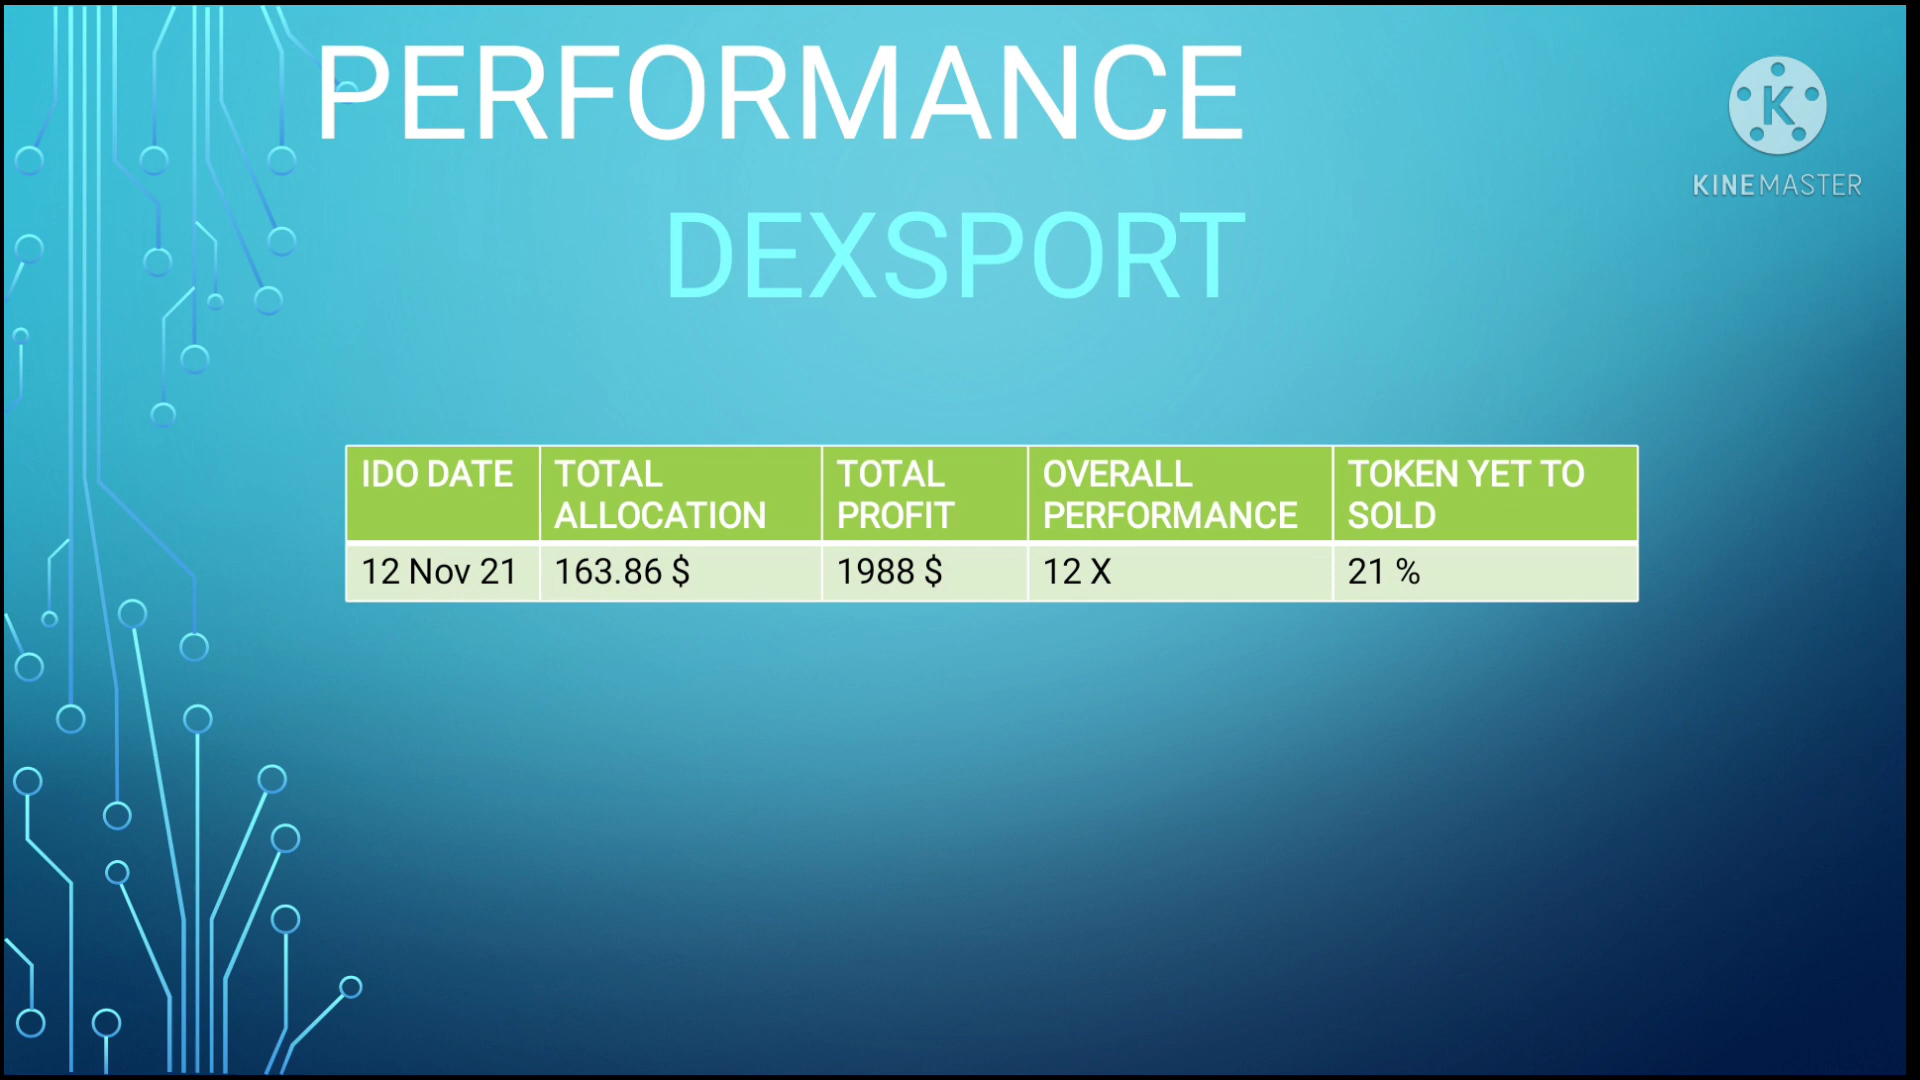 PERFORMANCE
DEXSPORT
K
KINEMASTER
IDO DATE
TOTAL
ALLOCATION
TOTAL
PROFIT
OVERALL
PERFORMANCE
TOKEN YET TO
SOLD
12 Nov 21
163.86 $
1988 $
12 X
21 %